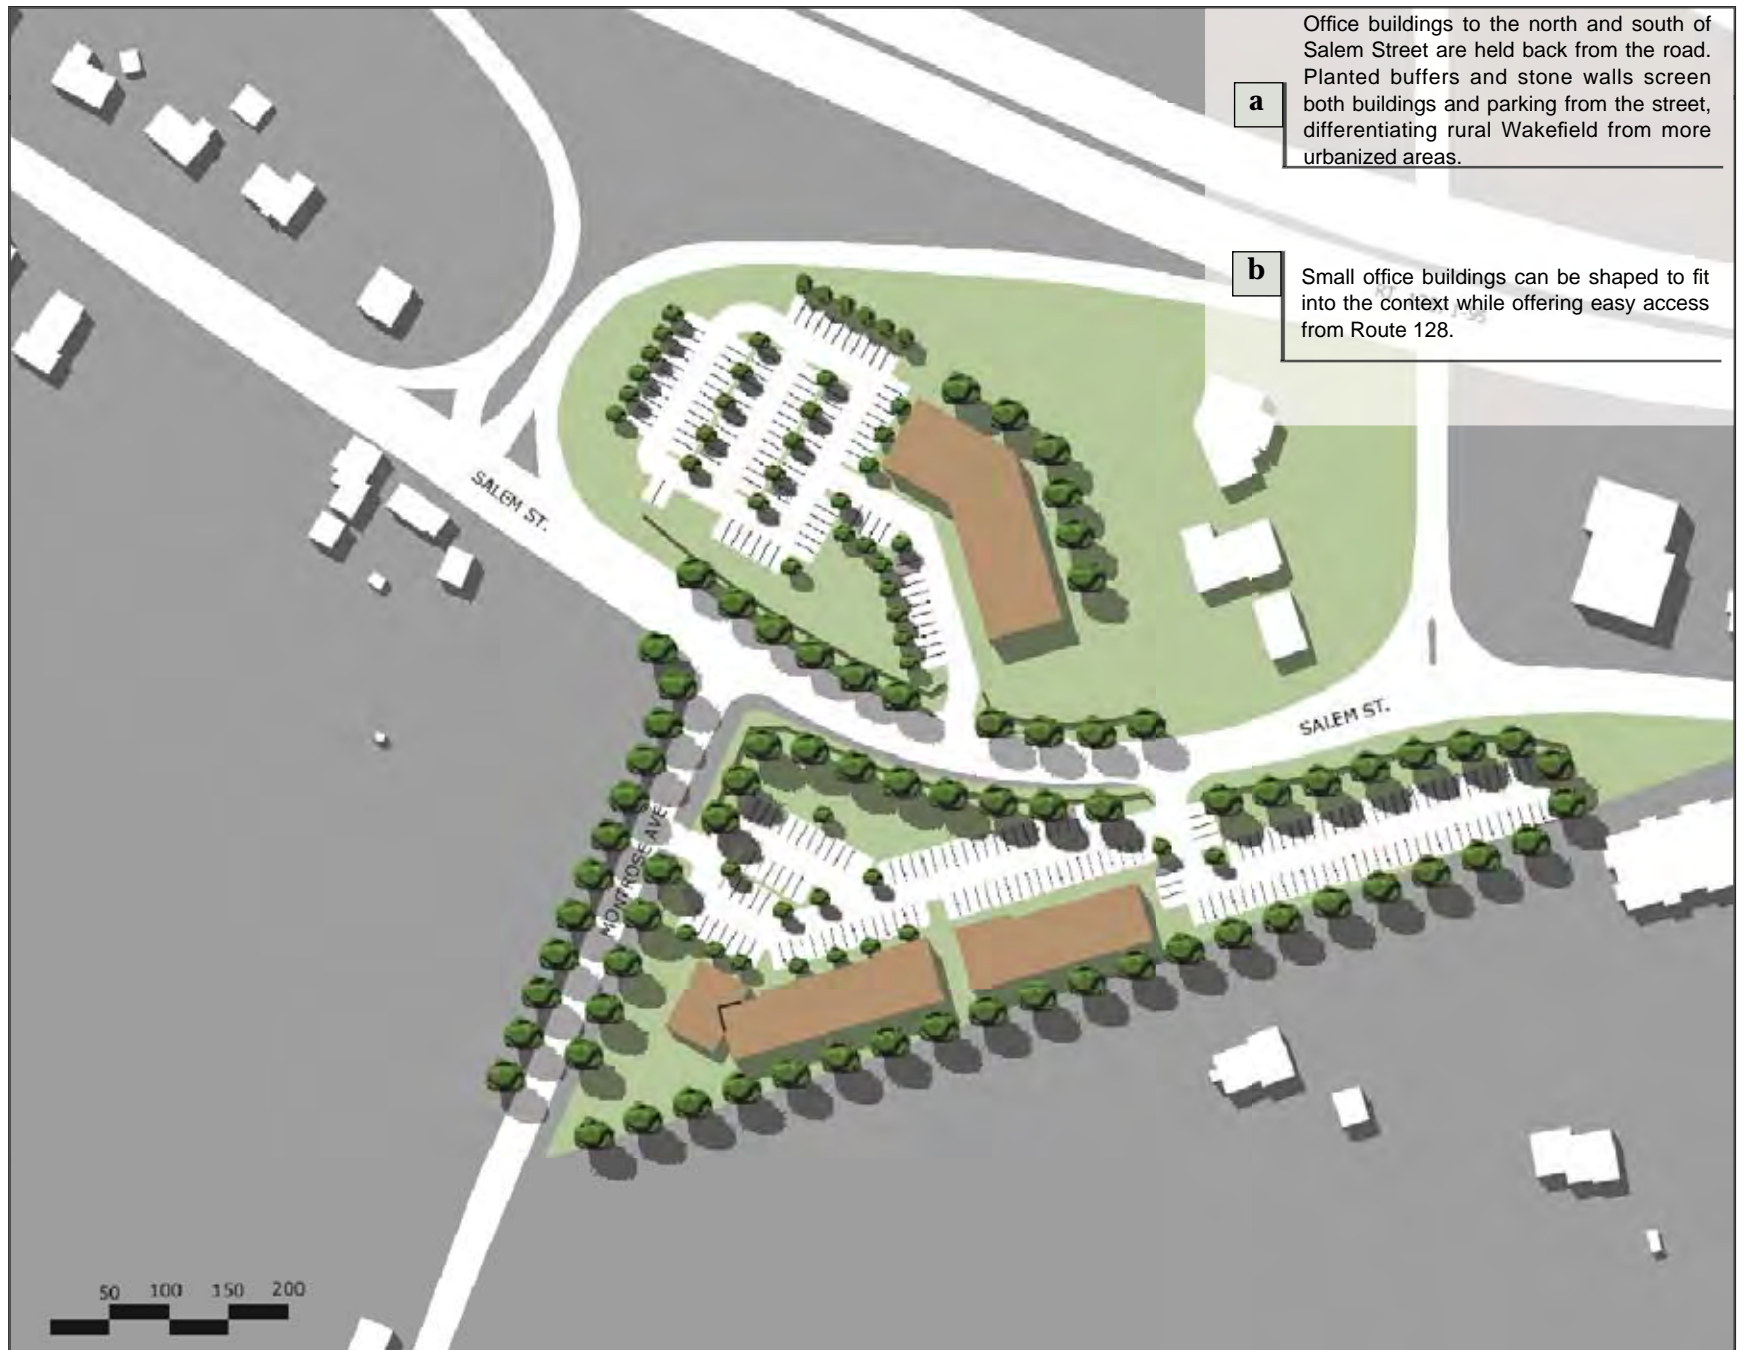 Office buildings to the north and south of
Salem Street are held back from the road.
Planted buffers and stone walls screen
a
both buildings and parking from the street,
differentiating rural Wakefield from more
urbanized areas.
b
Small office buildings can be shaped to fit
into the context while offering easy access
from Route 128.
SALEM ST.
SALEM ST.
MONTROSE AVE
50 100 150 200